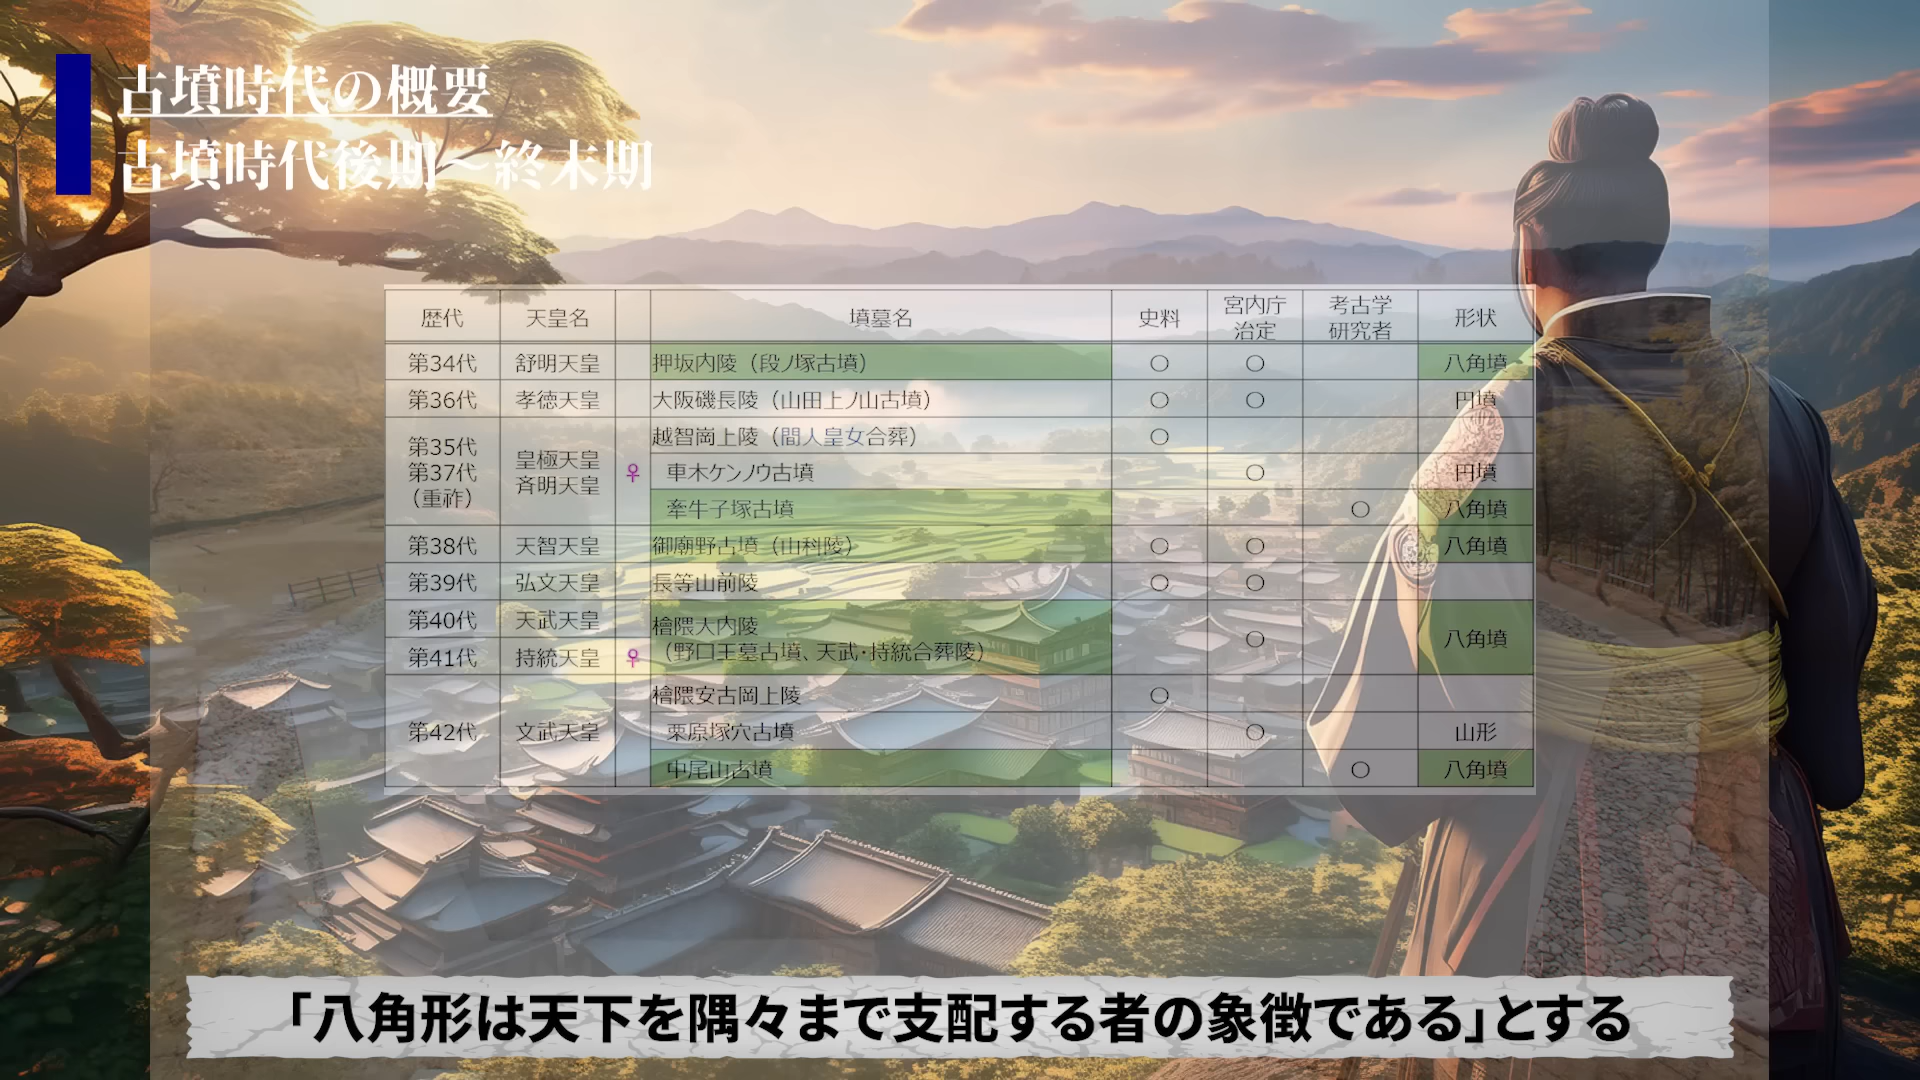 古墳時代の概要
古墳時代後期～終末期
歴代 天皇名 墳墓名 史料 宮内庁治定 考古学研究者 形状
第34代 舒明天皇 押坂内陵（段ノ塚古墳） ○ ○ 八角墳
第36代 孝徳天皇 大阪磯長陵（山田上ノ山古墳） ○ ○ 円墳
第35代 第37代 （重祚） 皇極天皇 斉明天皇 ♀ 越智崗上陵（間人皇女合葬） ○
車木ケンノウ古墳 ○ 円墳
牽牛子塚古墳 ○ 八角墳
第38代 天智天皇 御廟野古墳（山科陵） ○ ○ 八角墳
第39代 弘文天皇 長等山前陵 ○ ○
第40代 天武天皇 檜隈大内陵
（野口王墓古墳、天武・持統合葬陵） ○ 八角墳
第41代 持統天皇 ♀
第42代 文武天皇 檜隈安古岡上陵 ○
栗原塚穴古墳 ○ 山形
中尾山古墳 ○ 八角墳
「八角形は天下を隅々まで支配する者の象徴である」とする